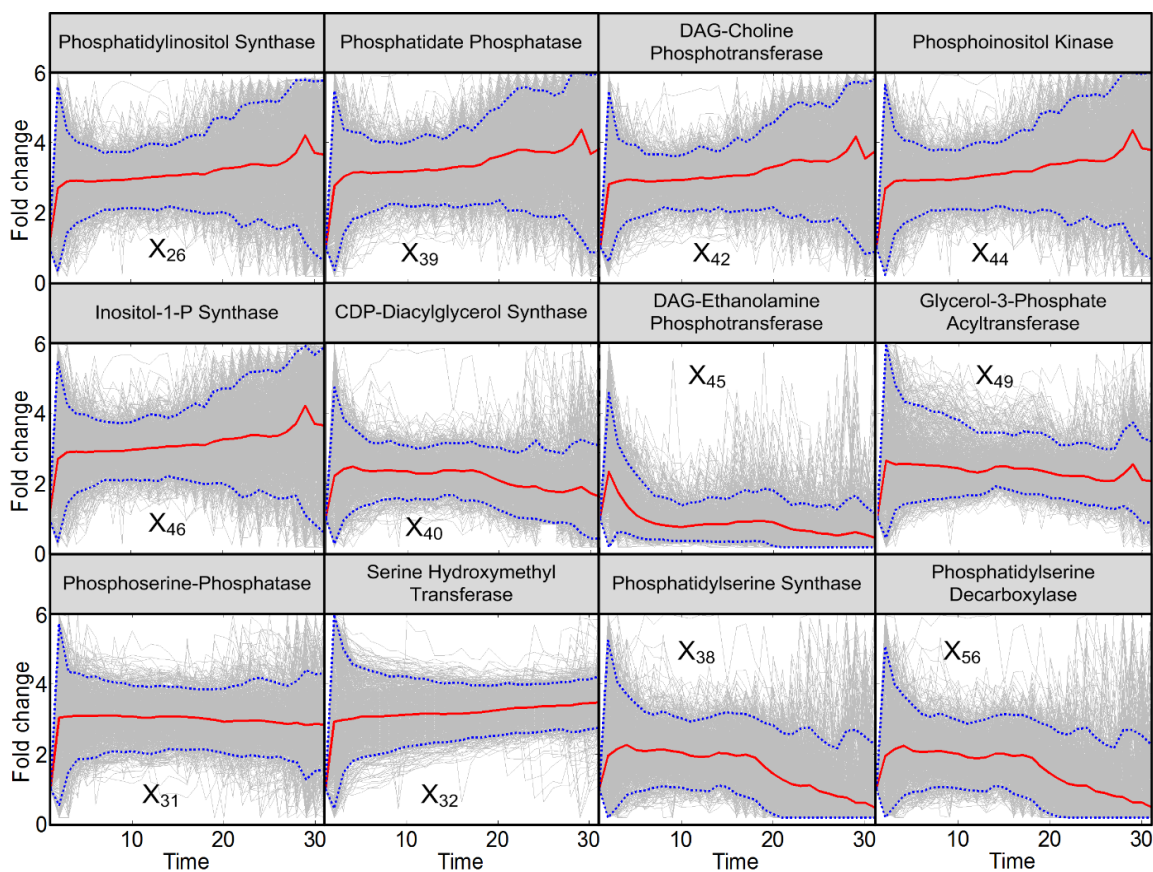 Phosphatidylinositol Synthase
Phosphatidate Phosphatase
DAG-Choline
Phosphotransferase
Phosphoinositol Kinase
Fold change
6
4
2
0
X26
X39
X42
X44
Inositol-1-P Synthase
CDP-Diacylglycerol Synthase
DAG-Ethanolamine
Phosphotransferase
Glycerol-3-Phosphate
Acyltransferase
Fold change
6
4
2
0
X46
X40
X45
X49
Phosphoserine-Phosphatase
Serine Hydroxymethyl
Transferase
Phosphatidylserine Synthase
Phosphatidylserine
Decarboxylase
Fold change
6
4
2
0
X31
X32
X38
X56
10 20 30
10 20 30
10 20 30
10 20 30
Time
Time
Time
Time